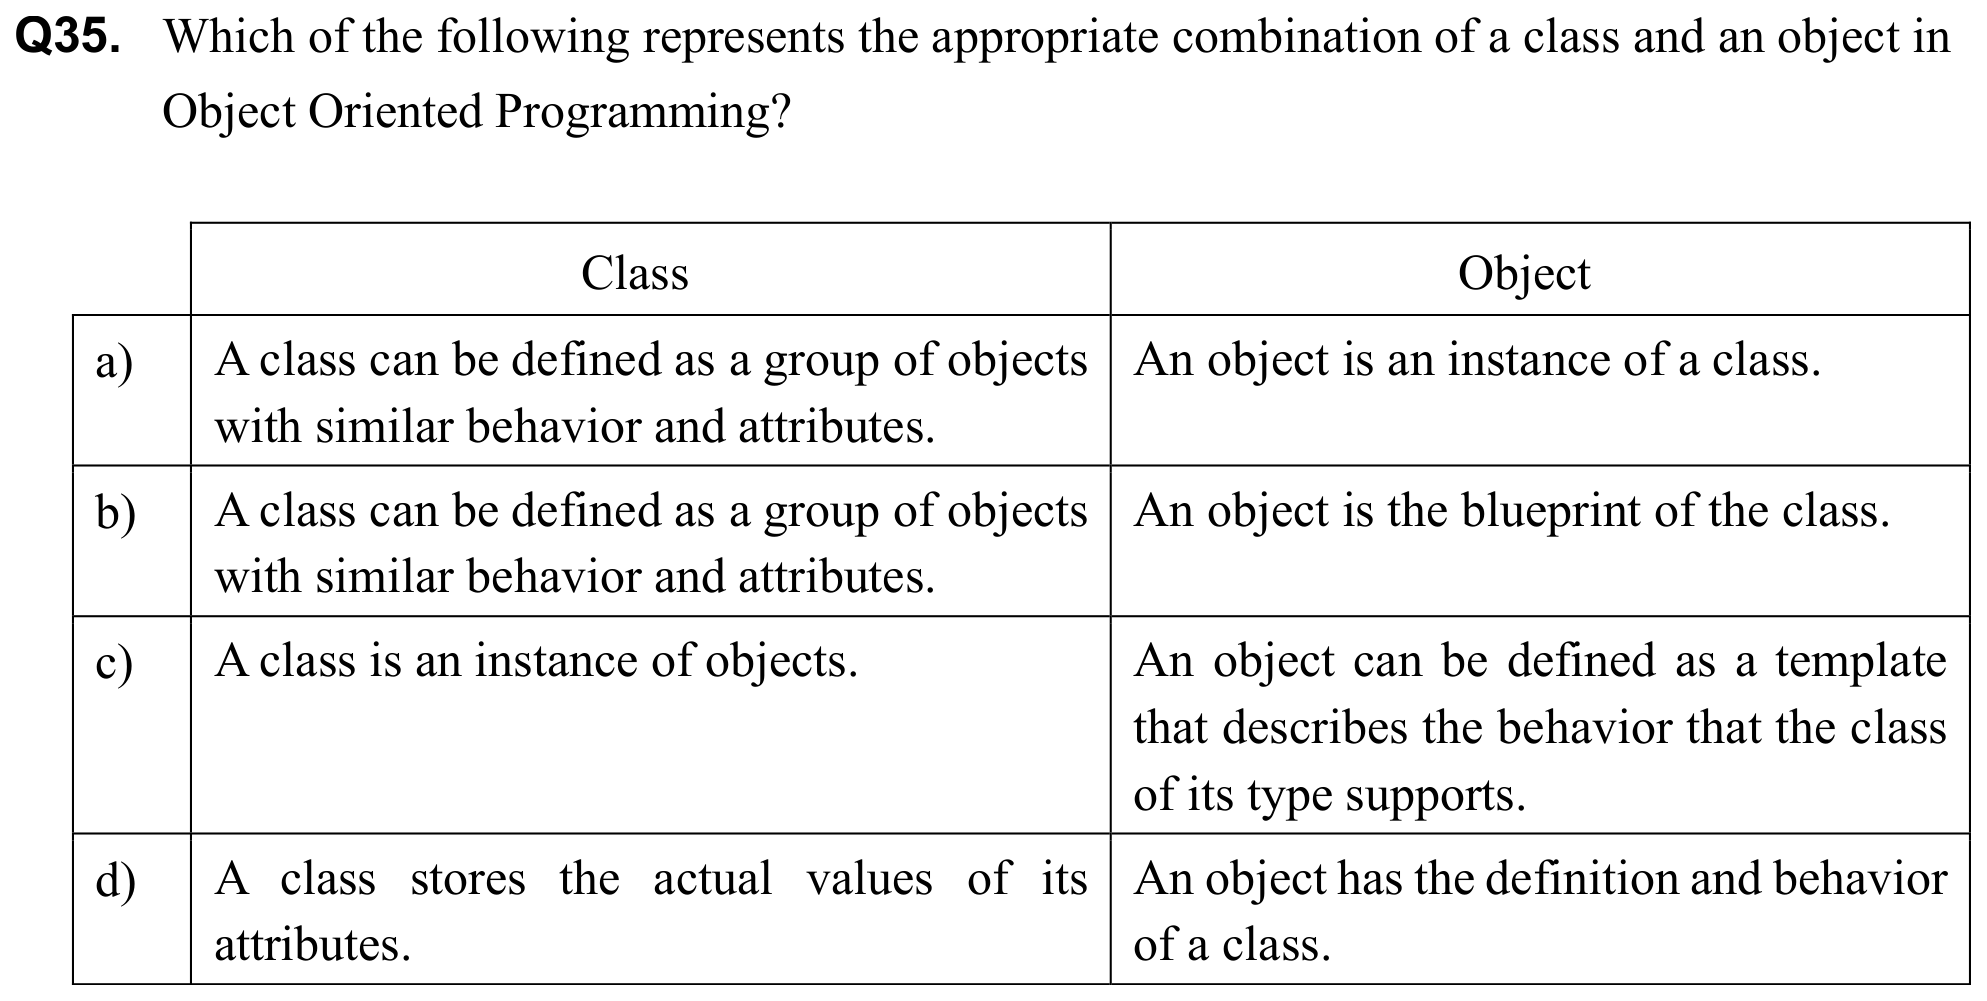 Q35. Which of the following represents the appropriate combination of a class and an object in
Object Oriented Programming?
Class Object
a) A class can be defined as a group of objects An object is an instance of a class.
with similar behavior and attributes.
b) A class can be defined as a group of objects An object is the blueprint of the class.
with similar behavior and attributes.
c) A class is an instance of objects. An object can be defined as a template
that describes the behavior that the class
of its type supports.
d) A class stores the actual values of its An object has the definition and behavior
attributes. of a class.